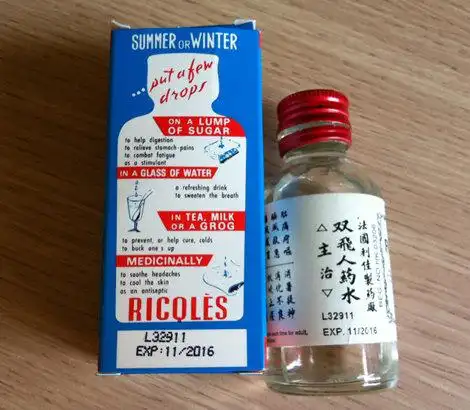 SUMMER OR WINTER
...put a few
drops
ON A LUMP
OF SUGAR
to help digestion
to relieve stomach-pains
to combat fatigue
as a stimulant
IN A GLASS OF WATER
a refreshing drink
to sweeten the breath
IN TEA, MILK
OR A GROG
to prevent, or help cure, colds
to buck one s up
MEDICINALLY
to soothe headaches
to cool the skin
as an antiseptic
RICQLÈS
L32911
EXP: 11/2016
法國利佳製药廠
双飛人药水
△主治▽
L32911
EXP. 11/2016